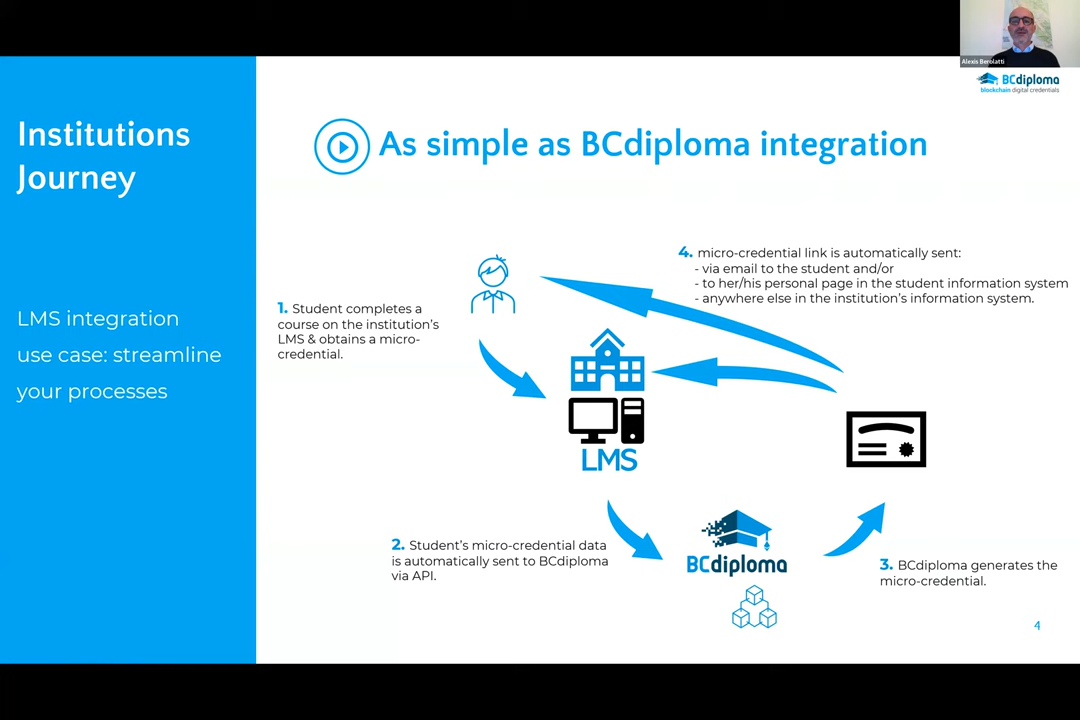 Alexis Berolatti
BCdiploma
blockchain digital credentials
Institutions
Journey
As simple as BCdiploma integration
LMS integration
use case: streamline
your processes
4. micro-credential link is automatically sent:
- via email to the student and/or
- to her/his personal page in the student information system
- anywhere else in the institution's information system.
1. Student completes a
course on the institution's
LMS & obtains a micro-
credential.
LMS
2. Student's micro-credential data
is automatically sent to BCdiploma
via API.
BCdiploma
3. BCdiploma generates the
micro-credential.
4